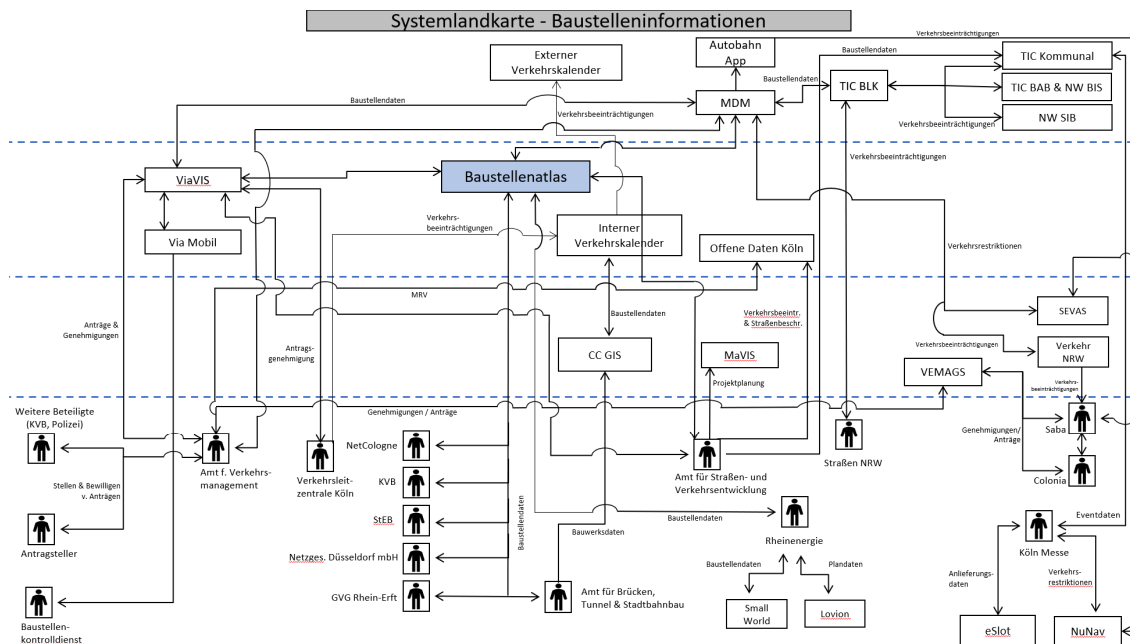 Systemlandkarte - Baustelleninformationen
Verkehrsbeeinträchtigungen
Externer
Verkehrskalender
Autobahn
App
Baustellendaten
TIC Kommunal
Baustellendaten
TIC BLK
TIC BAB & NW BIS
MDM
Baustellendaten
Verkehrsbeeinträchtigungen
NW SIB
Verkehrsbeeinträchtigungen
Verkehrsbeeinträchtigungen
ViaVIS
Baustellenatlas
Verkehrs-
beeinträchtigungen
Interner
Verkehrskalender
Via Mobil
Offene Daten Köln
Verkehrsrestriktionen
MRV
Anträge &
Genehmigungen
Antrags-
genehmigung
Baustellendaten
Verkehrsbeeintr.
& Straßenbeschr.
SEVAS
CC GIS
MaVIS
Verkehrsbeeinträchtigungen
Verkehr
NRW
VEMAGS
Projektplanung
Verkehrs-
beeinträchtigungen
Genehmigungen / Anträge
Weitere Beteiligte
(KVB, Polizei)
NetCologne
Saba
Genehmigungen/
Anträge
Amt f. Verkehrs-
management
Verkehrsleit-
zentrale Köln
KVB
Amt für Straßen- und
Verkehrsentwicklung
Straßen NRW
Colonia
Stellen & Bewilligen
v. Anträgen
StEB
Baustellendaten
Baustellendaten
Bauwerksdaten
Rheinenergie
Eventdaten
Köln Messe
Antragsteller
Netzges. Düsseldorf mbH
Baustellendaten
Plandaten
Anlieferungs-
daten
Verkehrs-
restriktionen
GVG Rhein-Erft
Amt für Brücken,
Tunnel & Stadtbahnbau
Small
World
Lovion
Baustellen-
kontrolldienst
eSlot
NuNav